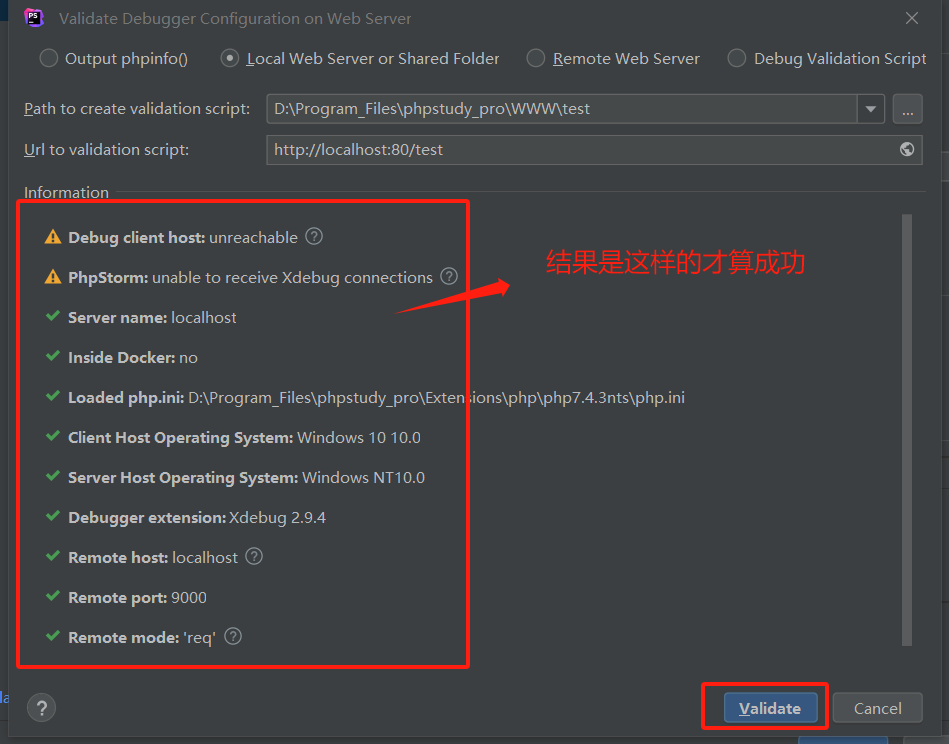 PS
Validate Debugger Configuration on Web Server
Output phpinfo() Local Web Server or Shared Folder Remote Web Server Debug Validation Script
Path to create validation script: D:\Program_Files\phpstudy_pro\WWW\test ...
Url to validation script: http://localhost:80/test
Information
Debug client host: unreachable ?
结果是这样的才算成功
PhpStorm: unable to receive Xdebug connections ?
Server name: localhost
Inside Docker: no
Loaded php.ini: D:\Program_Files\phpstudy_pro\Extensions\php\php7.4.3nts\php.ini
Client Host Operating System: Windows 10 10.0
Server Host Operating System: Windows NT10.0
Debugger extension: Xdebug 2.9.4
Remote host: localhost ?
Remote port: 9000
Remote mode: 'req' ?
? Validate Cancel